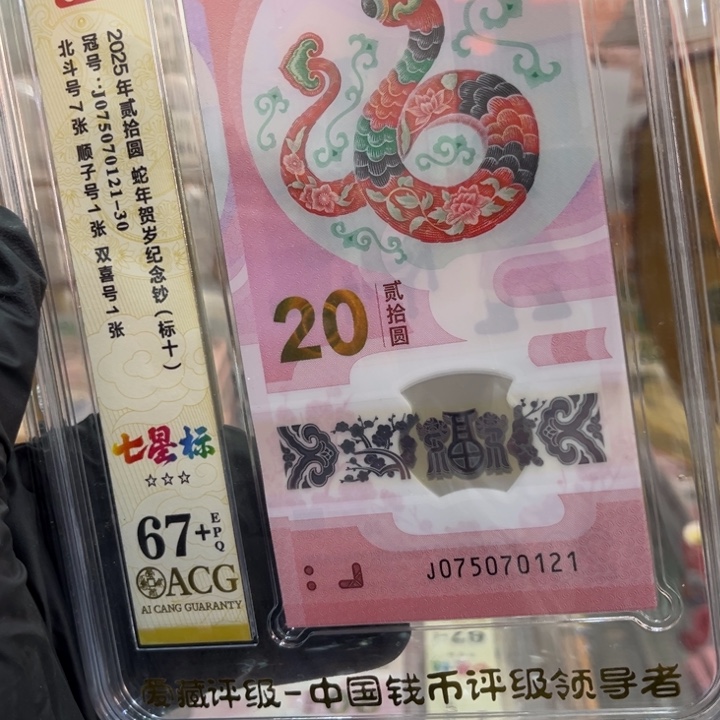 2025年贰拾圆 蛇年贺岁纪念钞(标十)
冠号:J075070121-30
北斗号7张 顺子号1张 双喜号1张
七星标
☆☆☆
67+EPQ
ACG
AI CANG GUARANTY
20
贰拾圆
福
J075070121
爱藏评级-中国钱币评级领导者